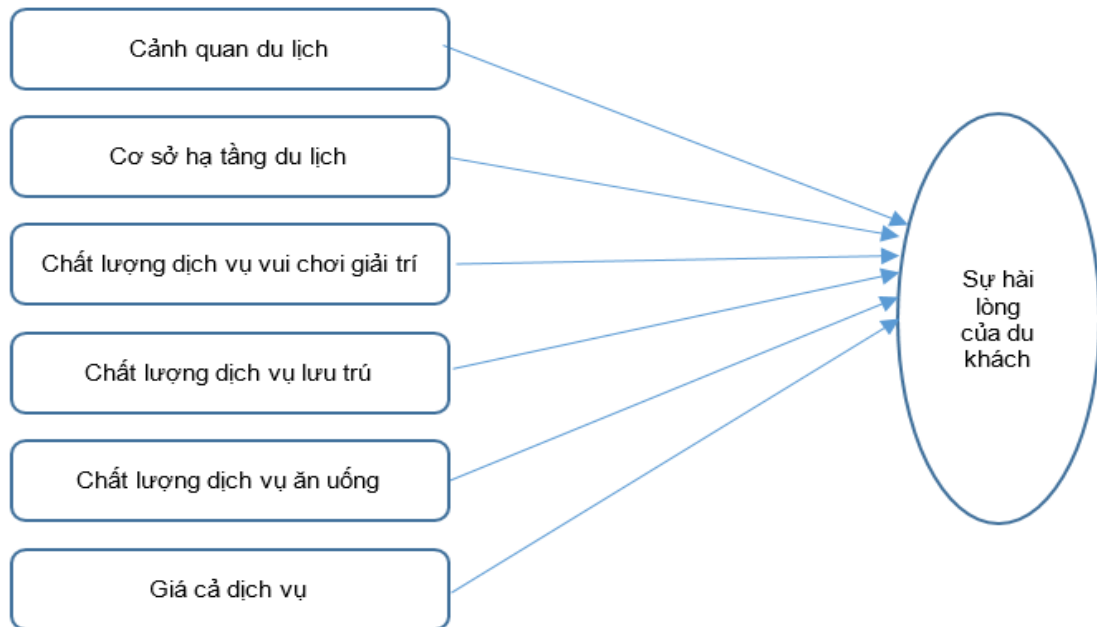 Cảnh quan du lịch
Cơ sở hạ tầng du lịch
Chất lượng dịch vụ vui chơi giải trí
Chất lượng dịch vụ lưu trú
Chất lượng dịch vụ ăn uống
Giá cả dịch vụ
Sự hài
lòng
của du
khách